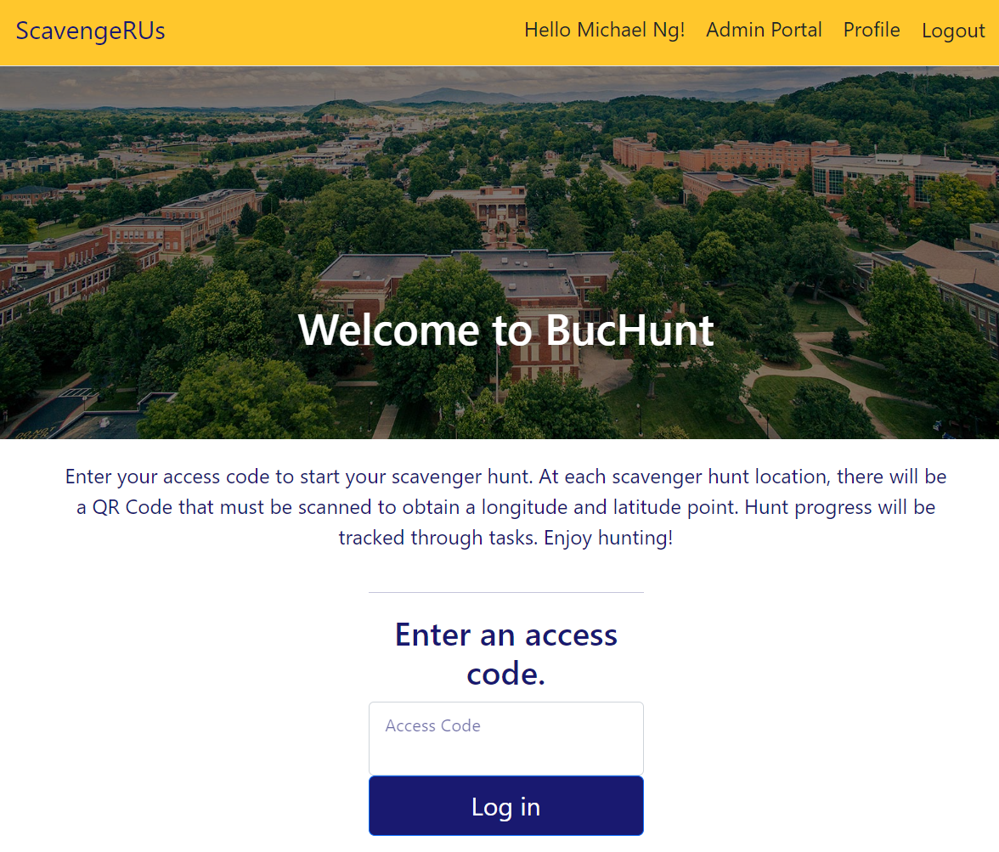 ScavengeRUs Hello Michael Ng! Admin Portal Profile Logout
Welcome to BucHunt
Enter your access code to start your scavenger hunt. At each scavenger hunt location, there will be
a QR Code that must be scanned to obtain a longitude and latitude point. Hunt progress will be
tracked through tasks. Enjoy hunting!
Enter an access
code.
Access Code
Log in